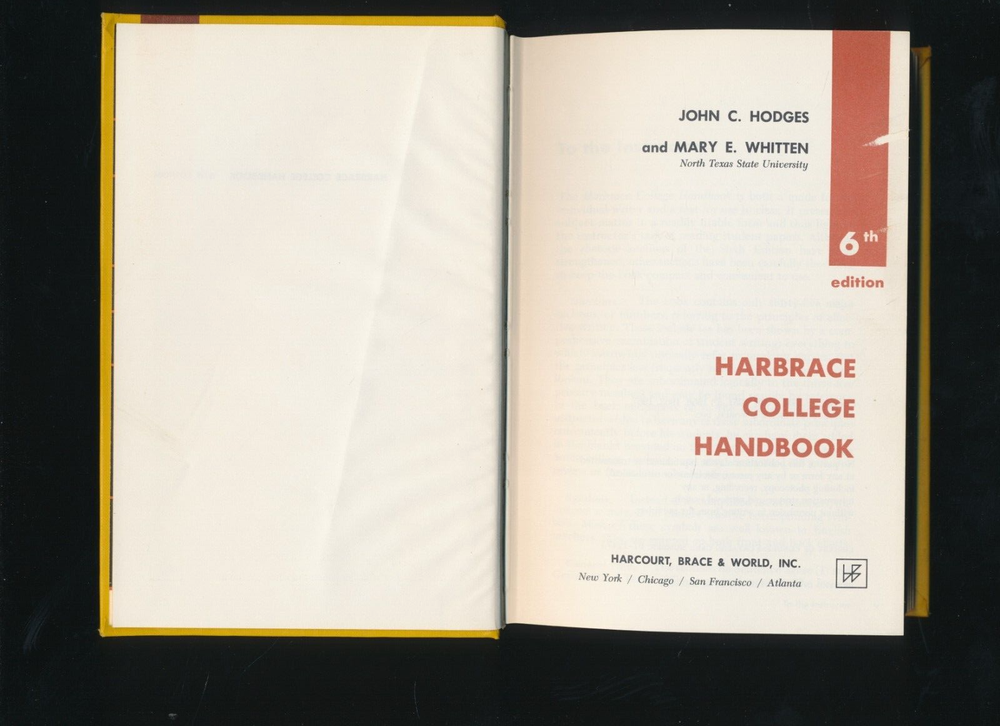 JOHN C. HODGES
and MARY E. WHITTEN
North Texas State University
6th
edition
HARBRACE
COLLEGE
HANDBOOK
HARCOURT, BRACE & WORLD, INC.
New York / Chicago / San Francisco / Atlanta
HB